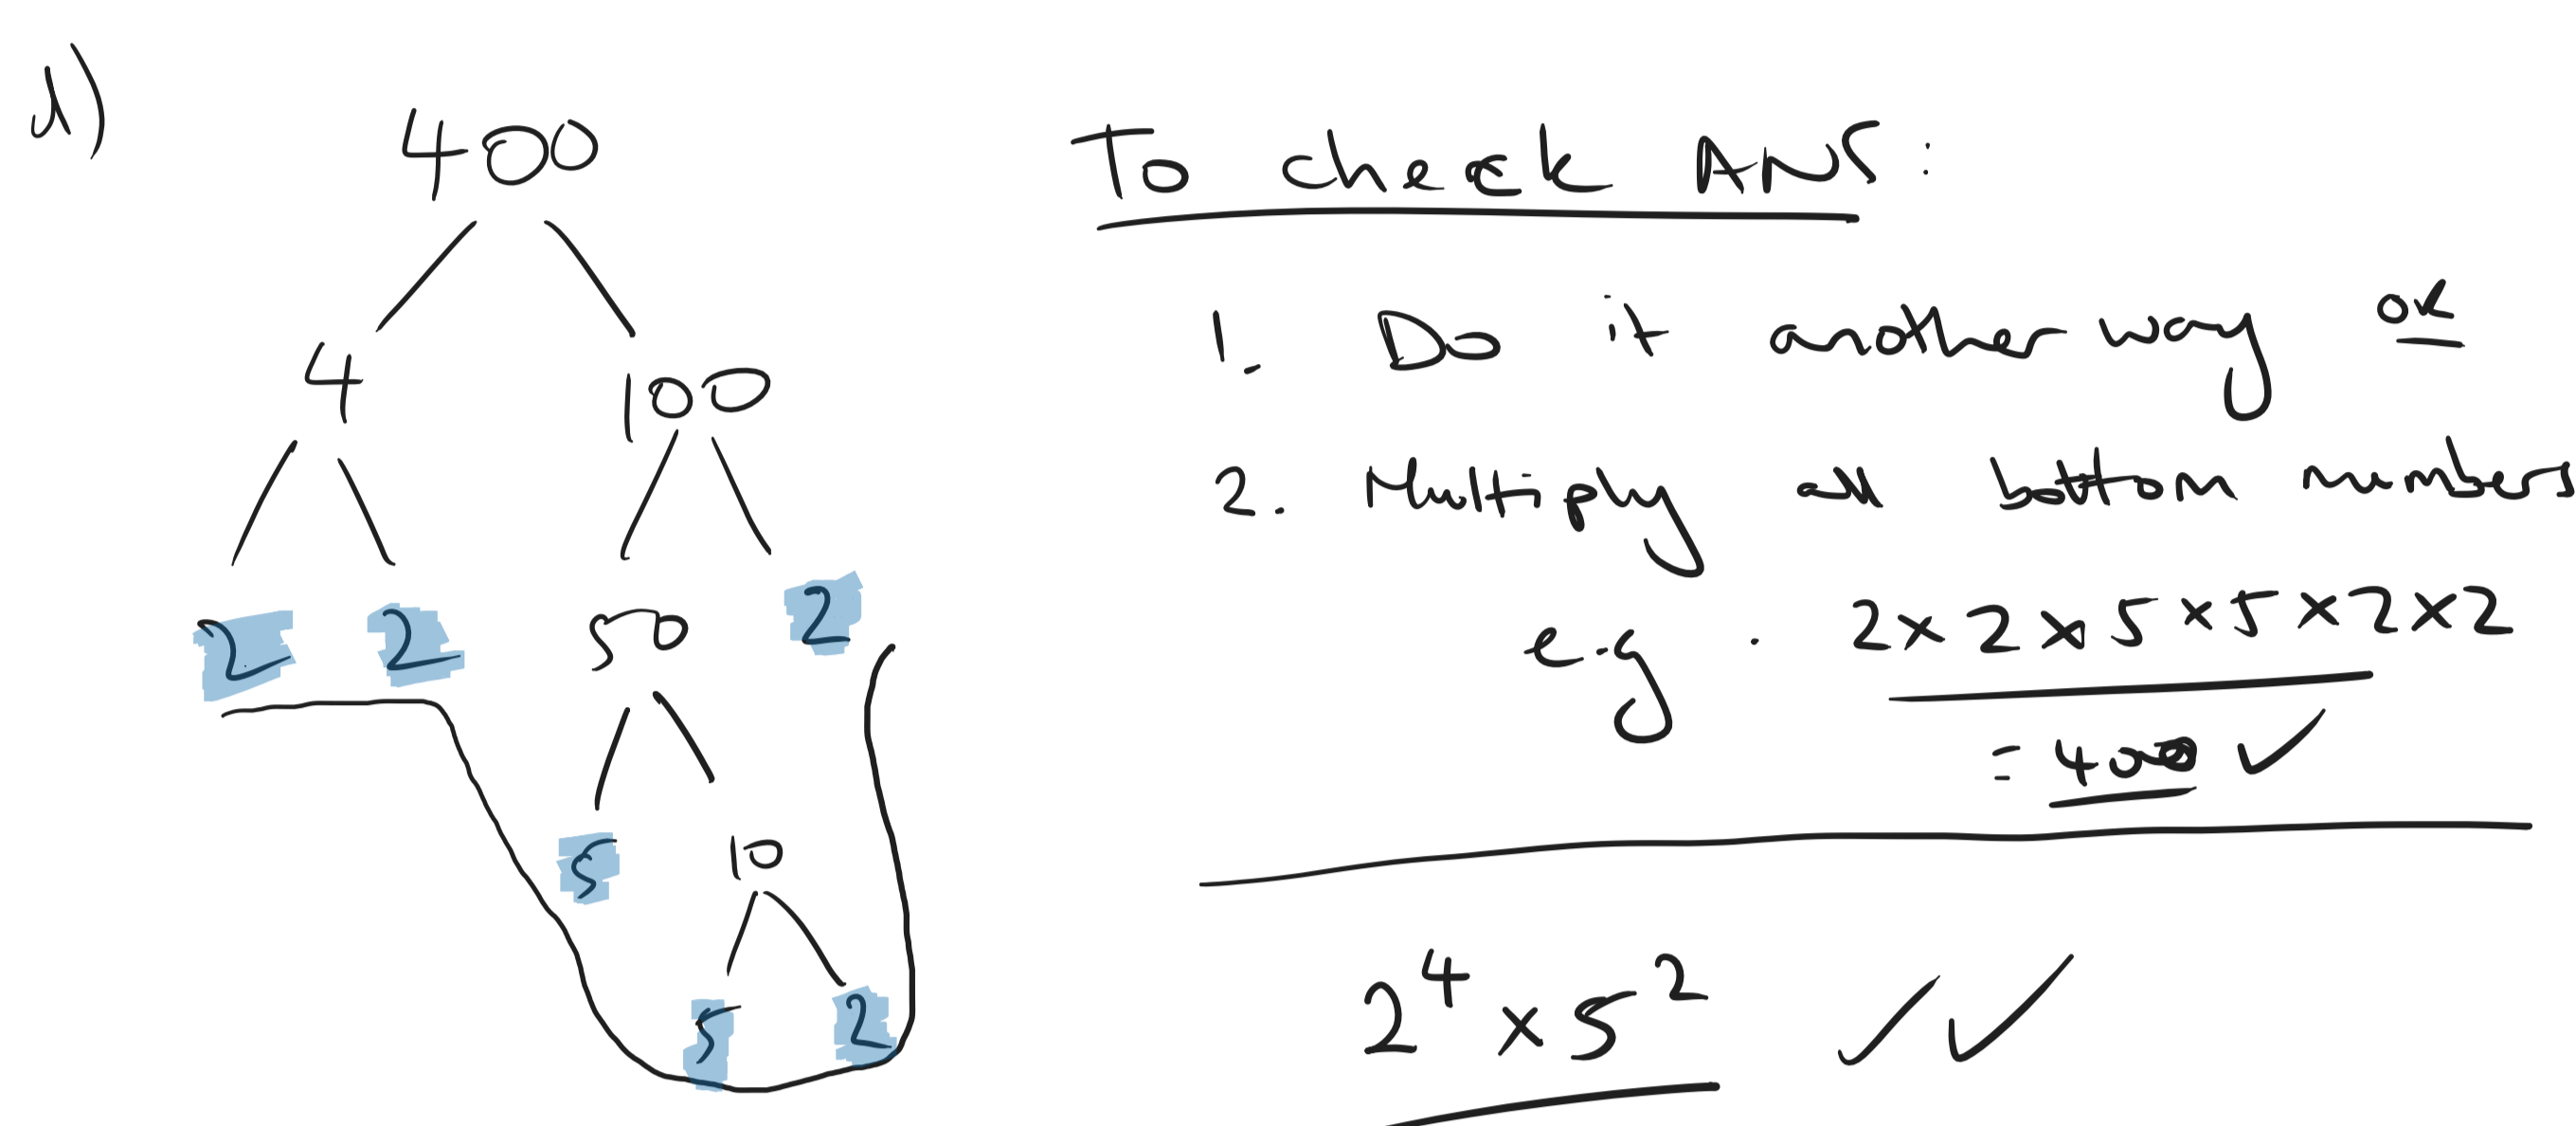 d)
400
4 100
2 2 50 2
5 10
5 2
To check ANS:
1. Do it another way OR
2. Multiply all bottom numbers
e.g. 2 × 2 × 5 × 5 × 2 × 2
= 400 ✓
2⁴ × 5² ✓✓